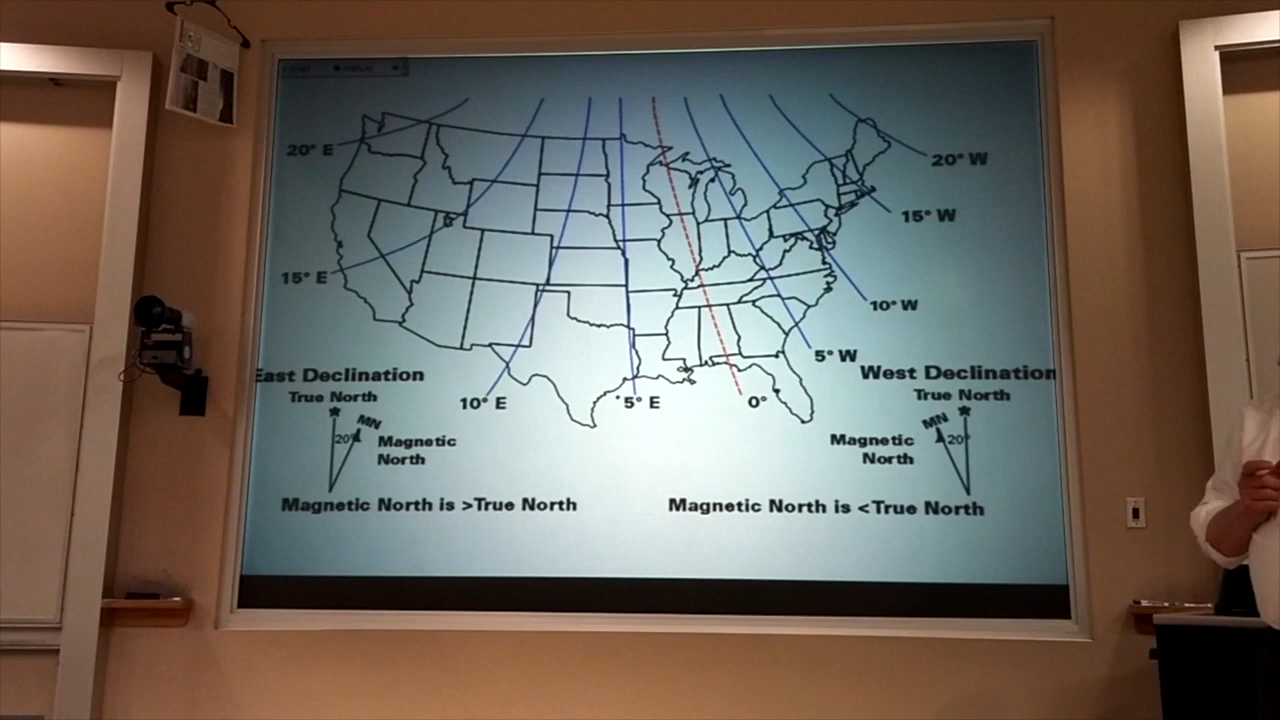 20° E
20° W
15° W
15° E
10° W
5° W
10° E
5° E
0°
East Declination
True North
MN
20°
Magnetic
North
Magnetic North is >True North
West Declination
True North
MN
20°
Magnetic
North
Magnetic North is <True North